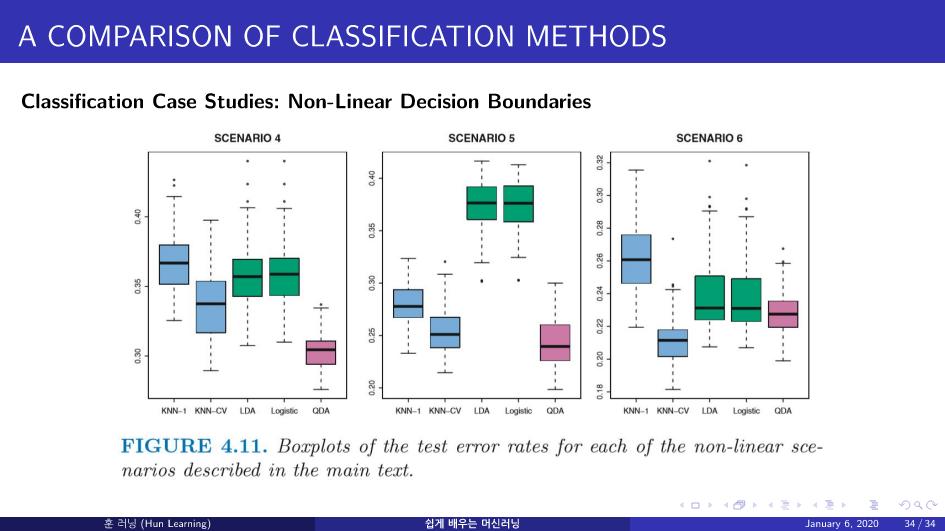 A COMPARISON OF CLASSIFICATION METHODS
Classification Case Studies: Non-Linear Decision Boundaries
SCENARIO 4
0.40
0.35
0.30
KNN−1 KNN−CV LDA Logistic QDA
SCENARIO 5
0.40
0.35
0.30
0.25
0.20
KNN−1 KNN−CV LDA Logistic QDA
SCENARIO 6
0.32
0.30
0.28
0.26
0.24
0.22
0.20
0.18
KNN−1 KNN−CV LDA Logistic QDA
FIGURE 4.11. Boxplots of the test error rates for each of the non-linear sce-
narios described in the main text.
훈 러닝 (Hun Learning) 쉽게 배우는 머신러닝 January 6, 2020 34 / 34